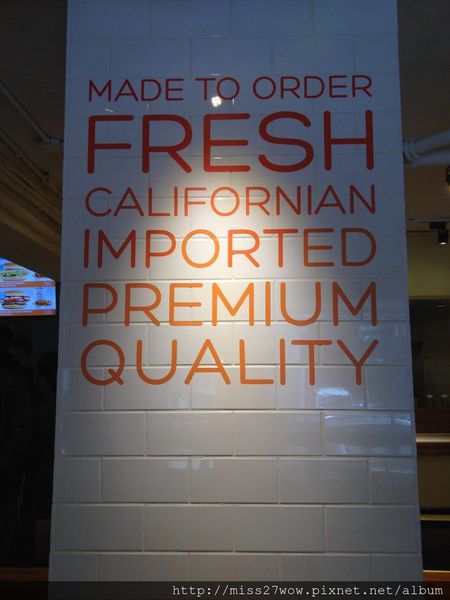 MADE TO ORDER
FRESH
CALIFORNIAN
IMPORTED
PREMIUM
QUALITY
http://miss27wow.pixnet.net/album